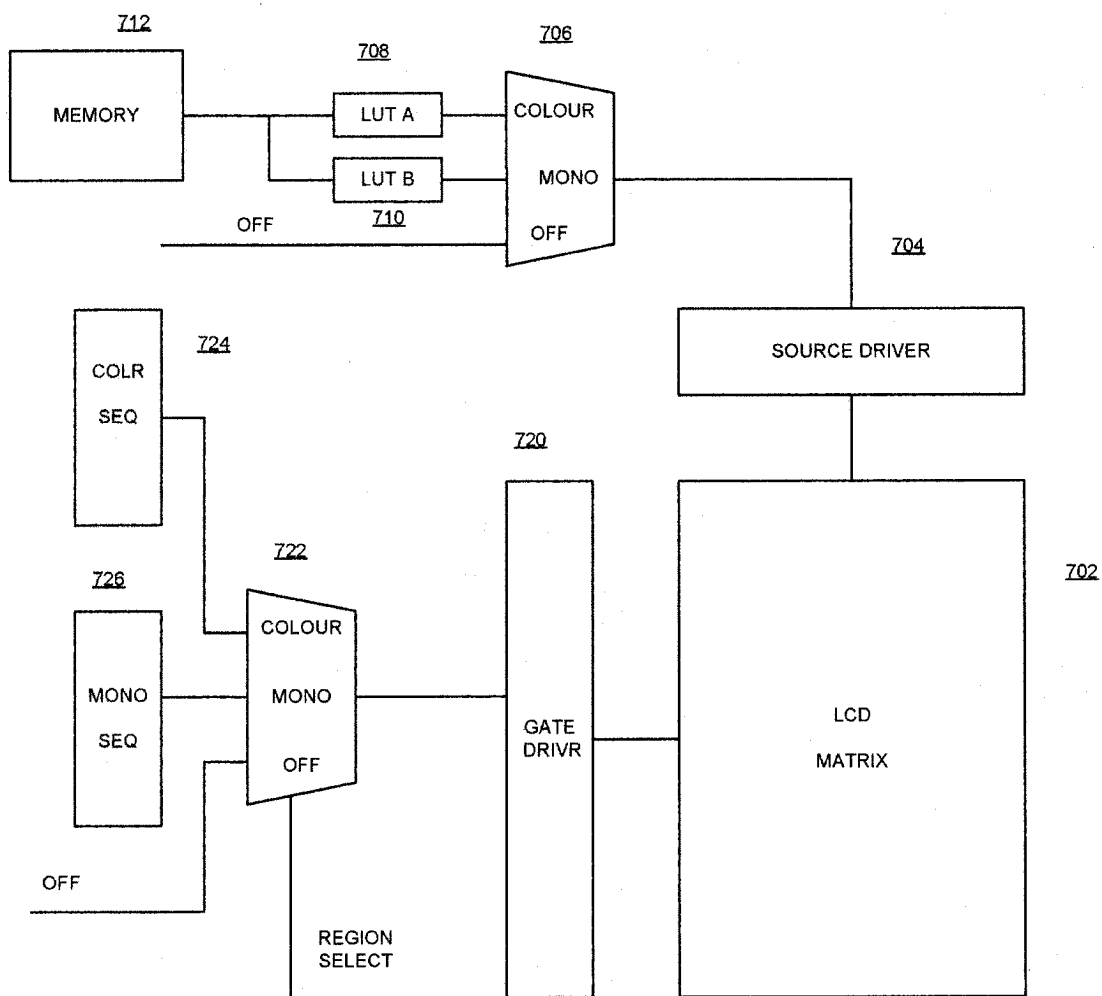 712
706
708
MEMORY
LUT A
COLOUR
LUT B
MONO
710
OFF
OFF
704
724
COLR
SEQ
SOURCE DRIVER
720
722
726
702
COLOUR
MONO
SEQ
MONO
OFF
GATE
DRIVR
LCD
MATRIX
OFF
REGION
SELECT